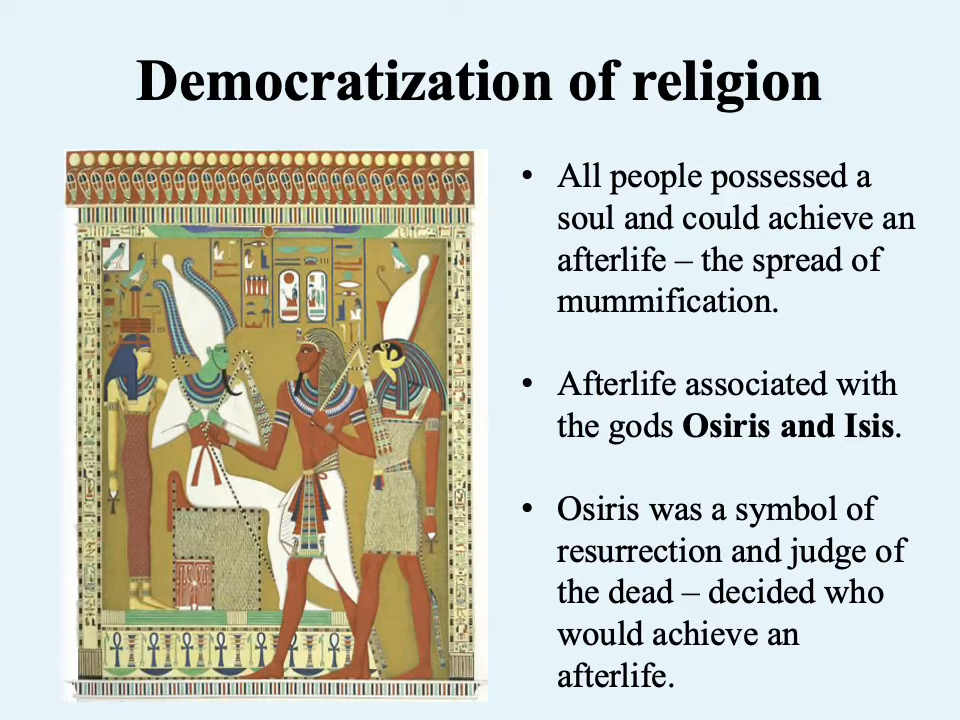 Democratization of religion
• All people possessed a
soul and could achieve an
afterlife – the spread of
mummification.
• Afterlife associated with
the gods Osiris and Isis.
• Osiris was a symbol of
resurrection and judge of
the dead – decided who
would achieve an
afterlife.